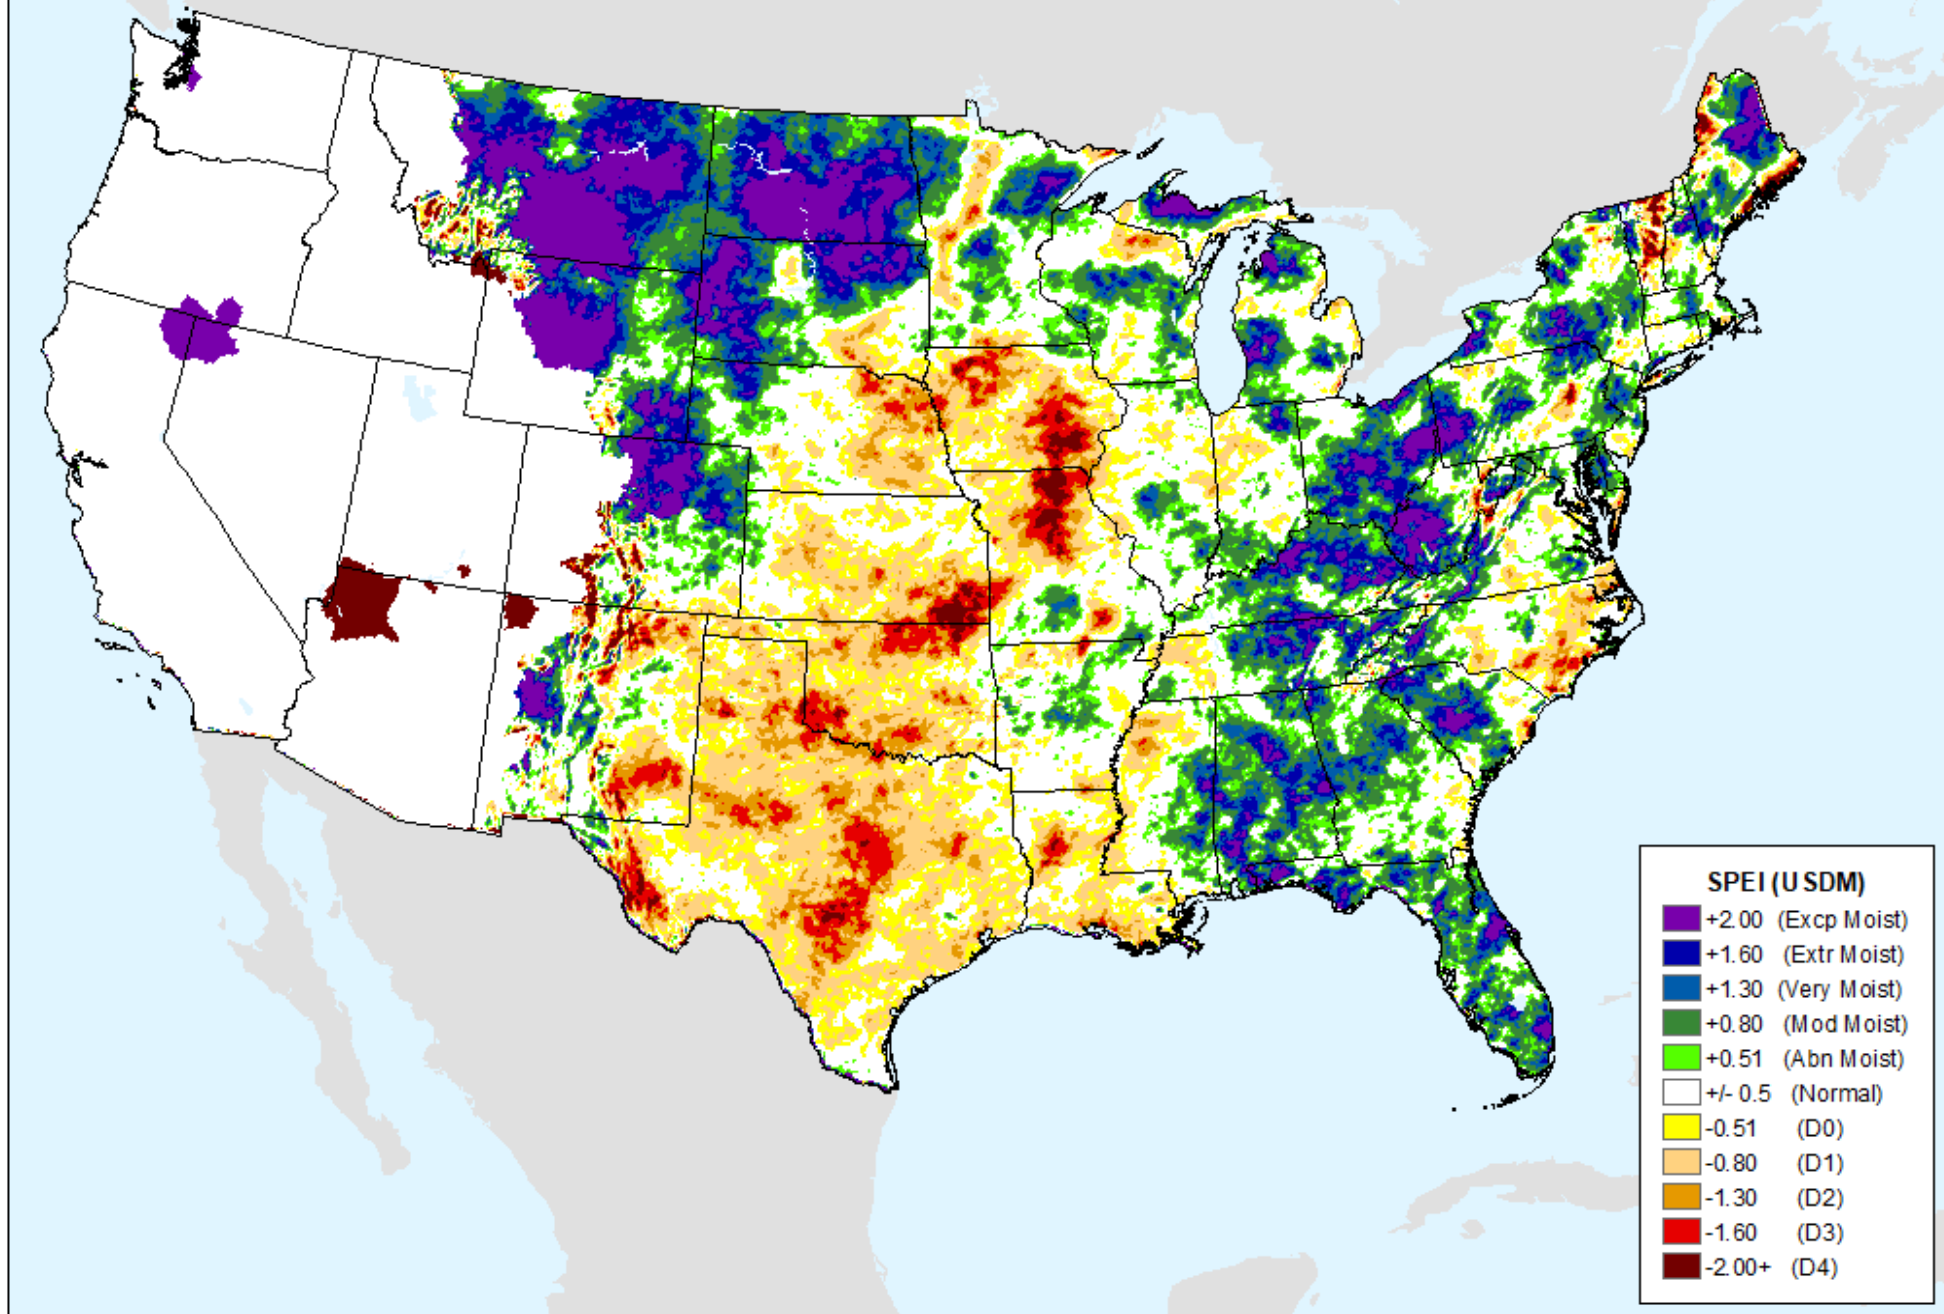 SPEI (USDM)
+2.00 (Excp Moist)
+1.60 (Extr Moist)
+1.30 (Very Moist)
+0.80 (Mod Moist)
+0.51 (Abn Moist)
+/- 0.5 (Normal)
-0.51 (D0)
-0.80 (D1)
-1.30 (D2)
-1.60 (D3)
-2.00+ (D4)